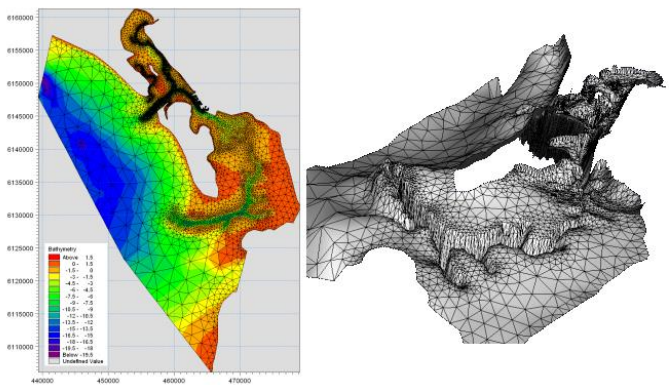 6160000
6155000
6150000
6145000
6140000
6135000
6130000
6125000
6120000
6115000
6110000
Bathymetry
Above 1.5
0 - 1.5
-1.5 - 0
-3 - -1.5
-4.5 - -3
-6 - -4.5
-7.5 - -6
-9 - -7.5
-10.5 - -9
-12 - -10.5
-13.5 - -12
-15 - -13.5
-16.5 - -15
-18 - -16.5
-19.5 - -18
Below -19.5
Undefined Value
440000 450000 460000 470000